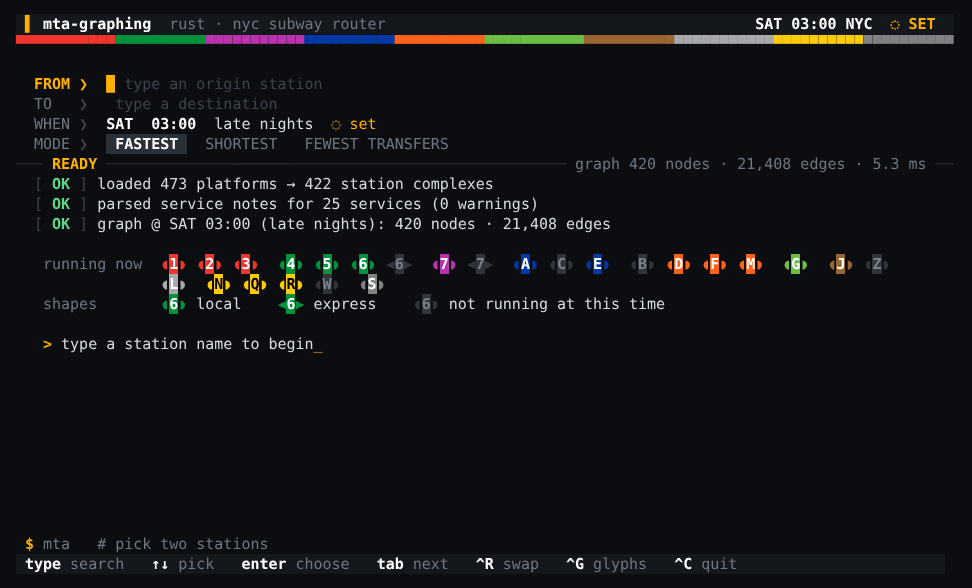 mta-graphing rust · nyc subway router SAT 03:00 NYC ◌ SET
FROM ❯ type an origin station
TO ❯ type a destination
WHEN ❯ SAT 03:00 late nights ◌ set
MODE ❯ FASTEST SHORTEST FEWEST TRANSFERS
READY graph 420 nodes · 21,408 edges · 5.3 ms
[ OK ] loaded 473 platforms → 422 station complexes
[ OK ] parsed service notes for 25 services (0 warnings)
[ OK ] graph @ SAT 03:00 (late nights): 420 nodes · 21,408 edges
running now 1 2 3 4 5 6 6 7 7 A C E B D F M G J Z
L N Q R W S
shapes 6 local 6 express 6 not running at this time
> type a station name to begin_
$ mta # pick two stations
type search ↑↓ pick enter choose tab next ^R swap ^G glyphs ^C quit